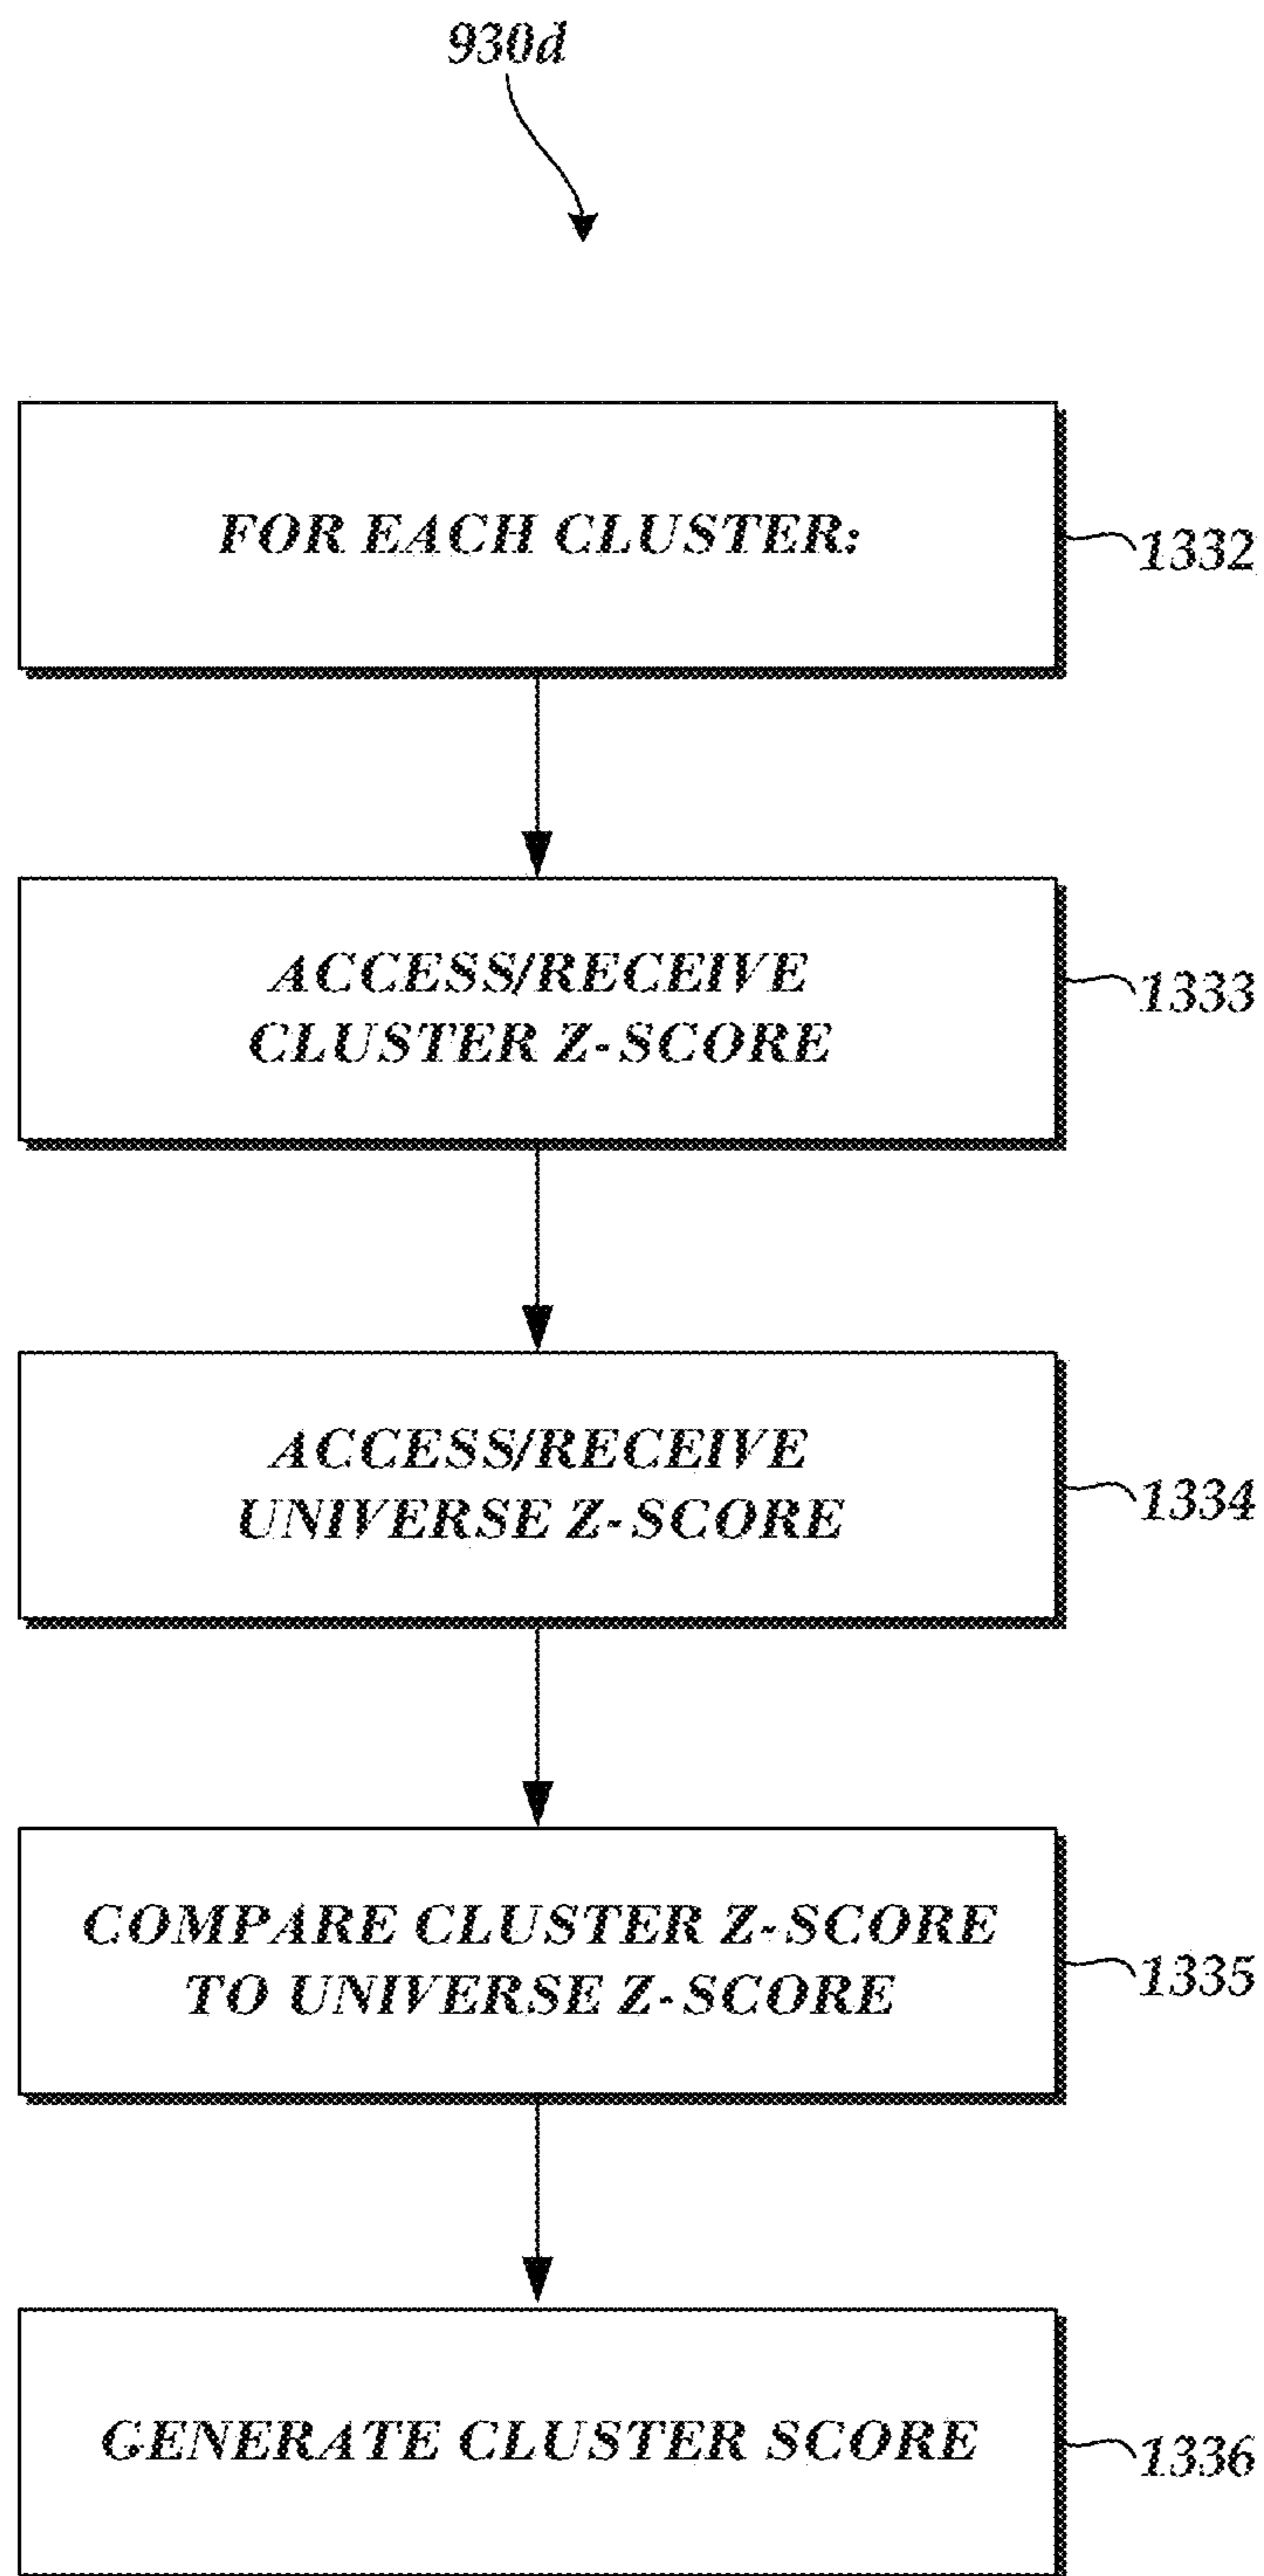 930d
FOR EACH CLUSTER:
1332
ACCESS/RECEIVE
CLUSTER Z-SCORE
1333
ACCESS/RECEIVE
UNIVERSE Z-SCORE
1334
COMPARE CLUSTER Z-SCORE
TO UNIVERSE Z-SCORE
1335
GENERATE CLUSTER SCORE
1336